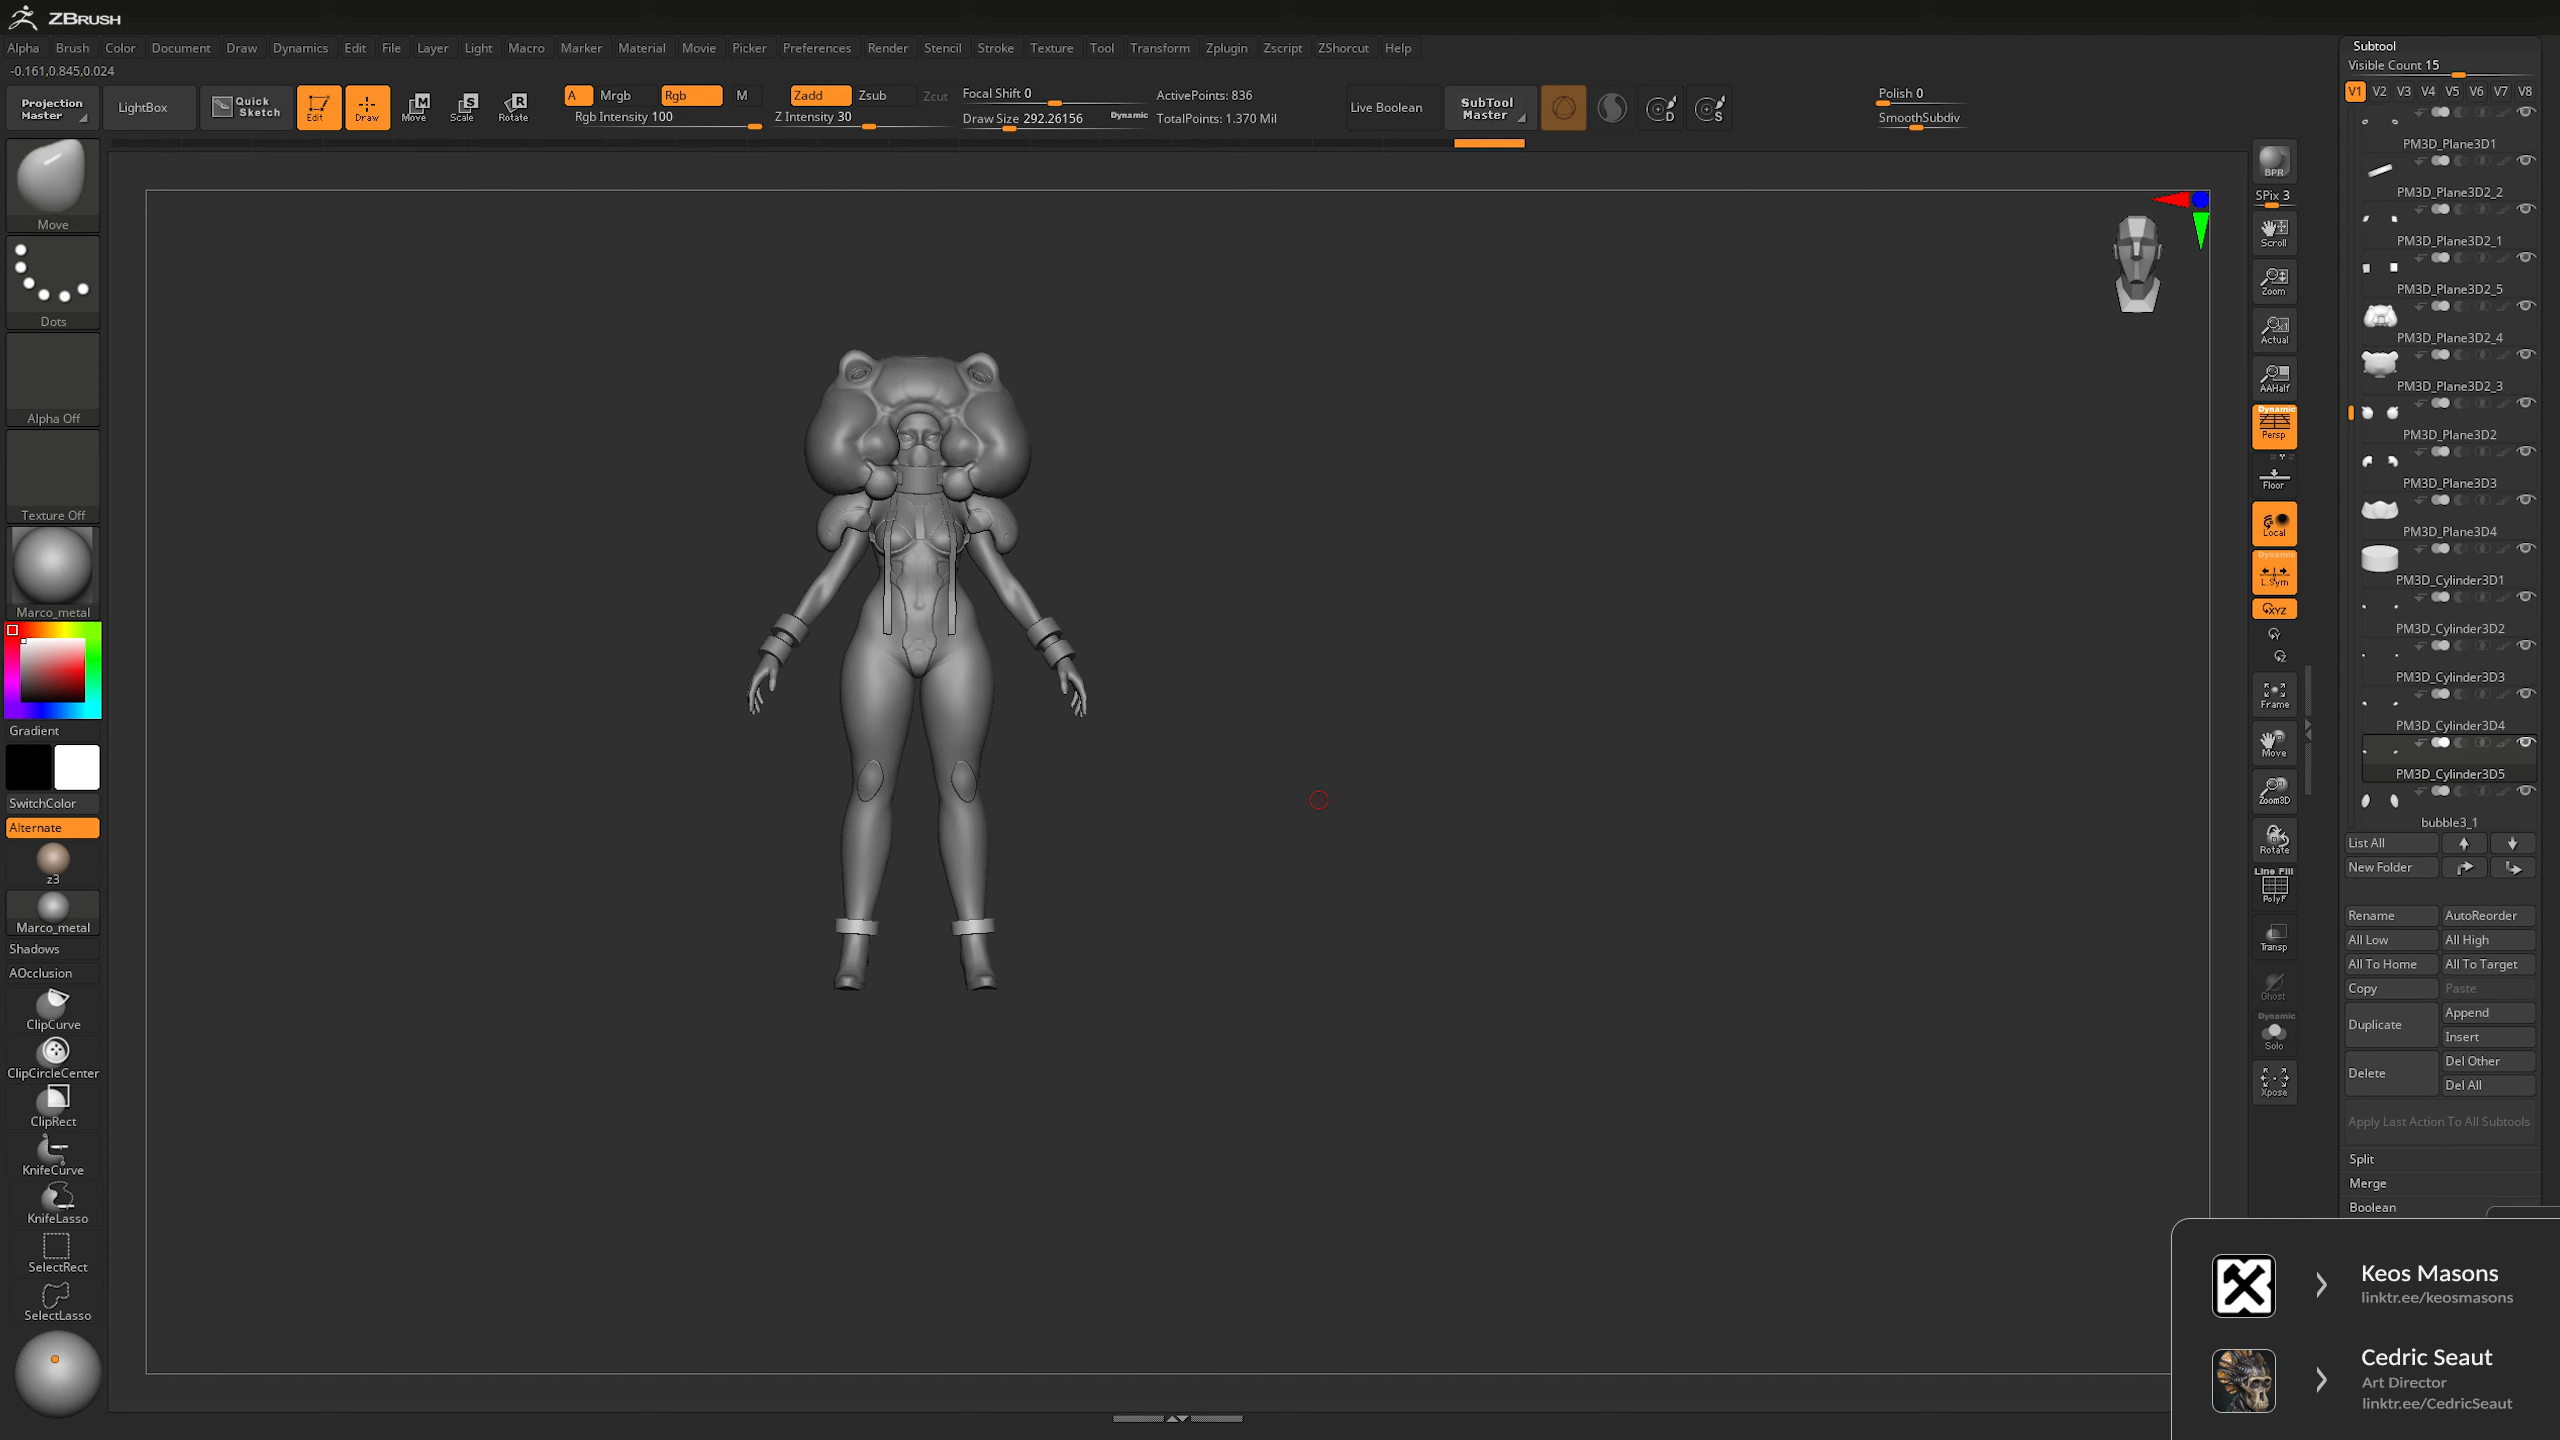 ZBRUSH
Alpha Brush Color Document Draw Dynamics Edit File Layer Light Macro Marker Material Movie Picker Preferences Render Stencil Stroke Texture Tool Transform Zplugin Zscript ZShorcut Help
-0.161,0.845,0.024
Projection Master
LightBox
Quick Sketch
Edit
Draw
Move
Scale
Rotate
A Mrgb Rgb M
Rgb Intensity 100
Zadd Zsub Zcut
Z Intensity 30
Focal Shift 0
Draw Size 292.26156
Dynamic
ActivePoints: 836
TotalPoints: 1.370 Mil
Live Boolean
SubTool Master
Polish 0
SmoothSubdiv
Move
Dots
Alpha Off
Texture Off
Marco_metal
Gradient
SwitchColor
Alternate
z3
Marco_metal
Shadows
AOcclusion
ClipCurve
ClipCircleCenter
ClipRect
KnifeCurve
KnifeLasso
SelectRect
SelectLasso
BPR
SPix 3
Scroll
Zoom
Actual
AAHalf
Dynamic
Persp
Floor
Local
Dynamic
L.Sym
XYZ
Y
Z
Frame
Move
Zoom3D
Rotate
Line Fill
PolyF
Transp
Ghost
Dynamic
Solo
Xpose
Subtool
Visible Count 15
V1 V2 V3 V4 V5 V6 V7 V8
PM3D_Plane3D1
PM3D_Plane3D2_2
PM3D_Plane3D2_1
PM3D_Plane3D2_5
PM3D_Plane3D2_4
PM3D_Plane3D2_3
PM3D_Plane3D2
PM3D_Plane3D3
PM3D_Plane3D4
PM3D_Cylinder3D1
PM3D_Cylinder3D2
PM3D_Cylinder3D3
PM3D_Cylinder3D4
PM3D_Cylinder3D5
bubble3_1
List All
New Folder
Rename AutoReorder
All Low All High
All To Home All To Target
Copy Paste
Duplicate Append
Insert
Delete Del Other
Del All
Apply Last Action To All Subtools
Split
Merge
Boolean
Keos Masons
linktr.ee/keosmasons
Cedric Seaut
Art Director
linktr.ee/CedricSeaut